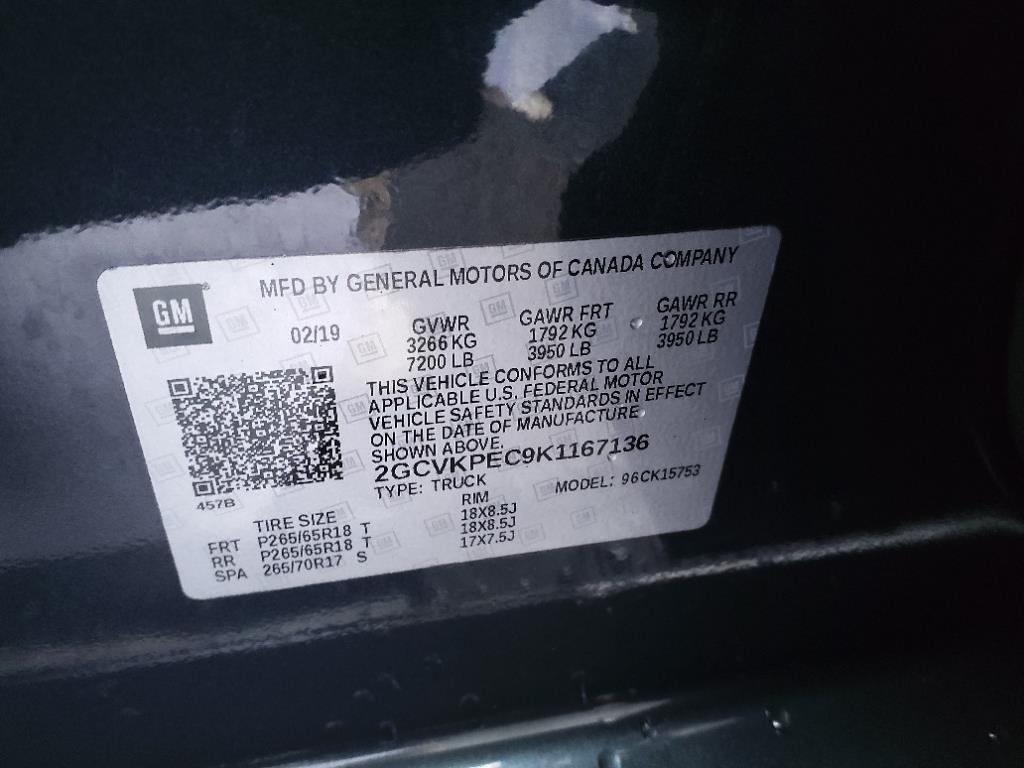 GM
MFD BY GENERAL MOTORS OF CANADA COMPANY
02/19
GVWR GAWR FRT GAWR RR
3266 KG 1792 KG 1792 KG
7200 LB 3950 LB 3950 LB
THIS VEHICLE CONFORMS TO ALL
APPLICABLE U.S. FEDERAL MOTOR
VEHICLE SAFETY STANDARDS IN EFFECT
ON THE DATE OF MANUFACTURE
SHOWN ABOVE.
2GCVKPEC9K1167136
TYPE: TRUCK MODEL: 96CK15753
457B
TIRE SIZE RIM
FRT P265/65R18 T 18X8.5J
RR P265/65R18 T 18X8.5J
SPA 265/70R17 S 17X7.5J